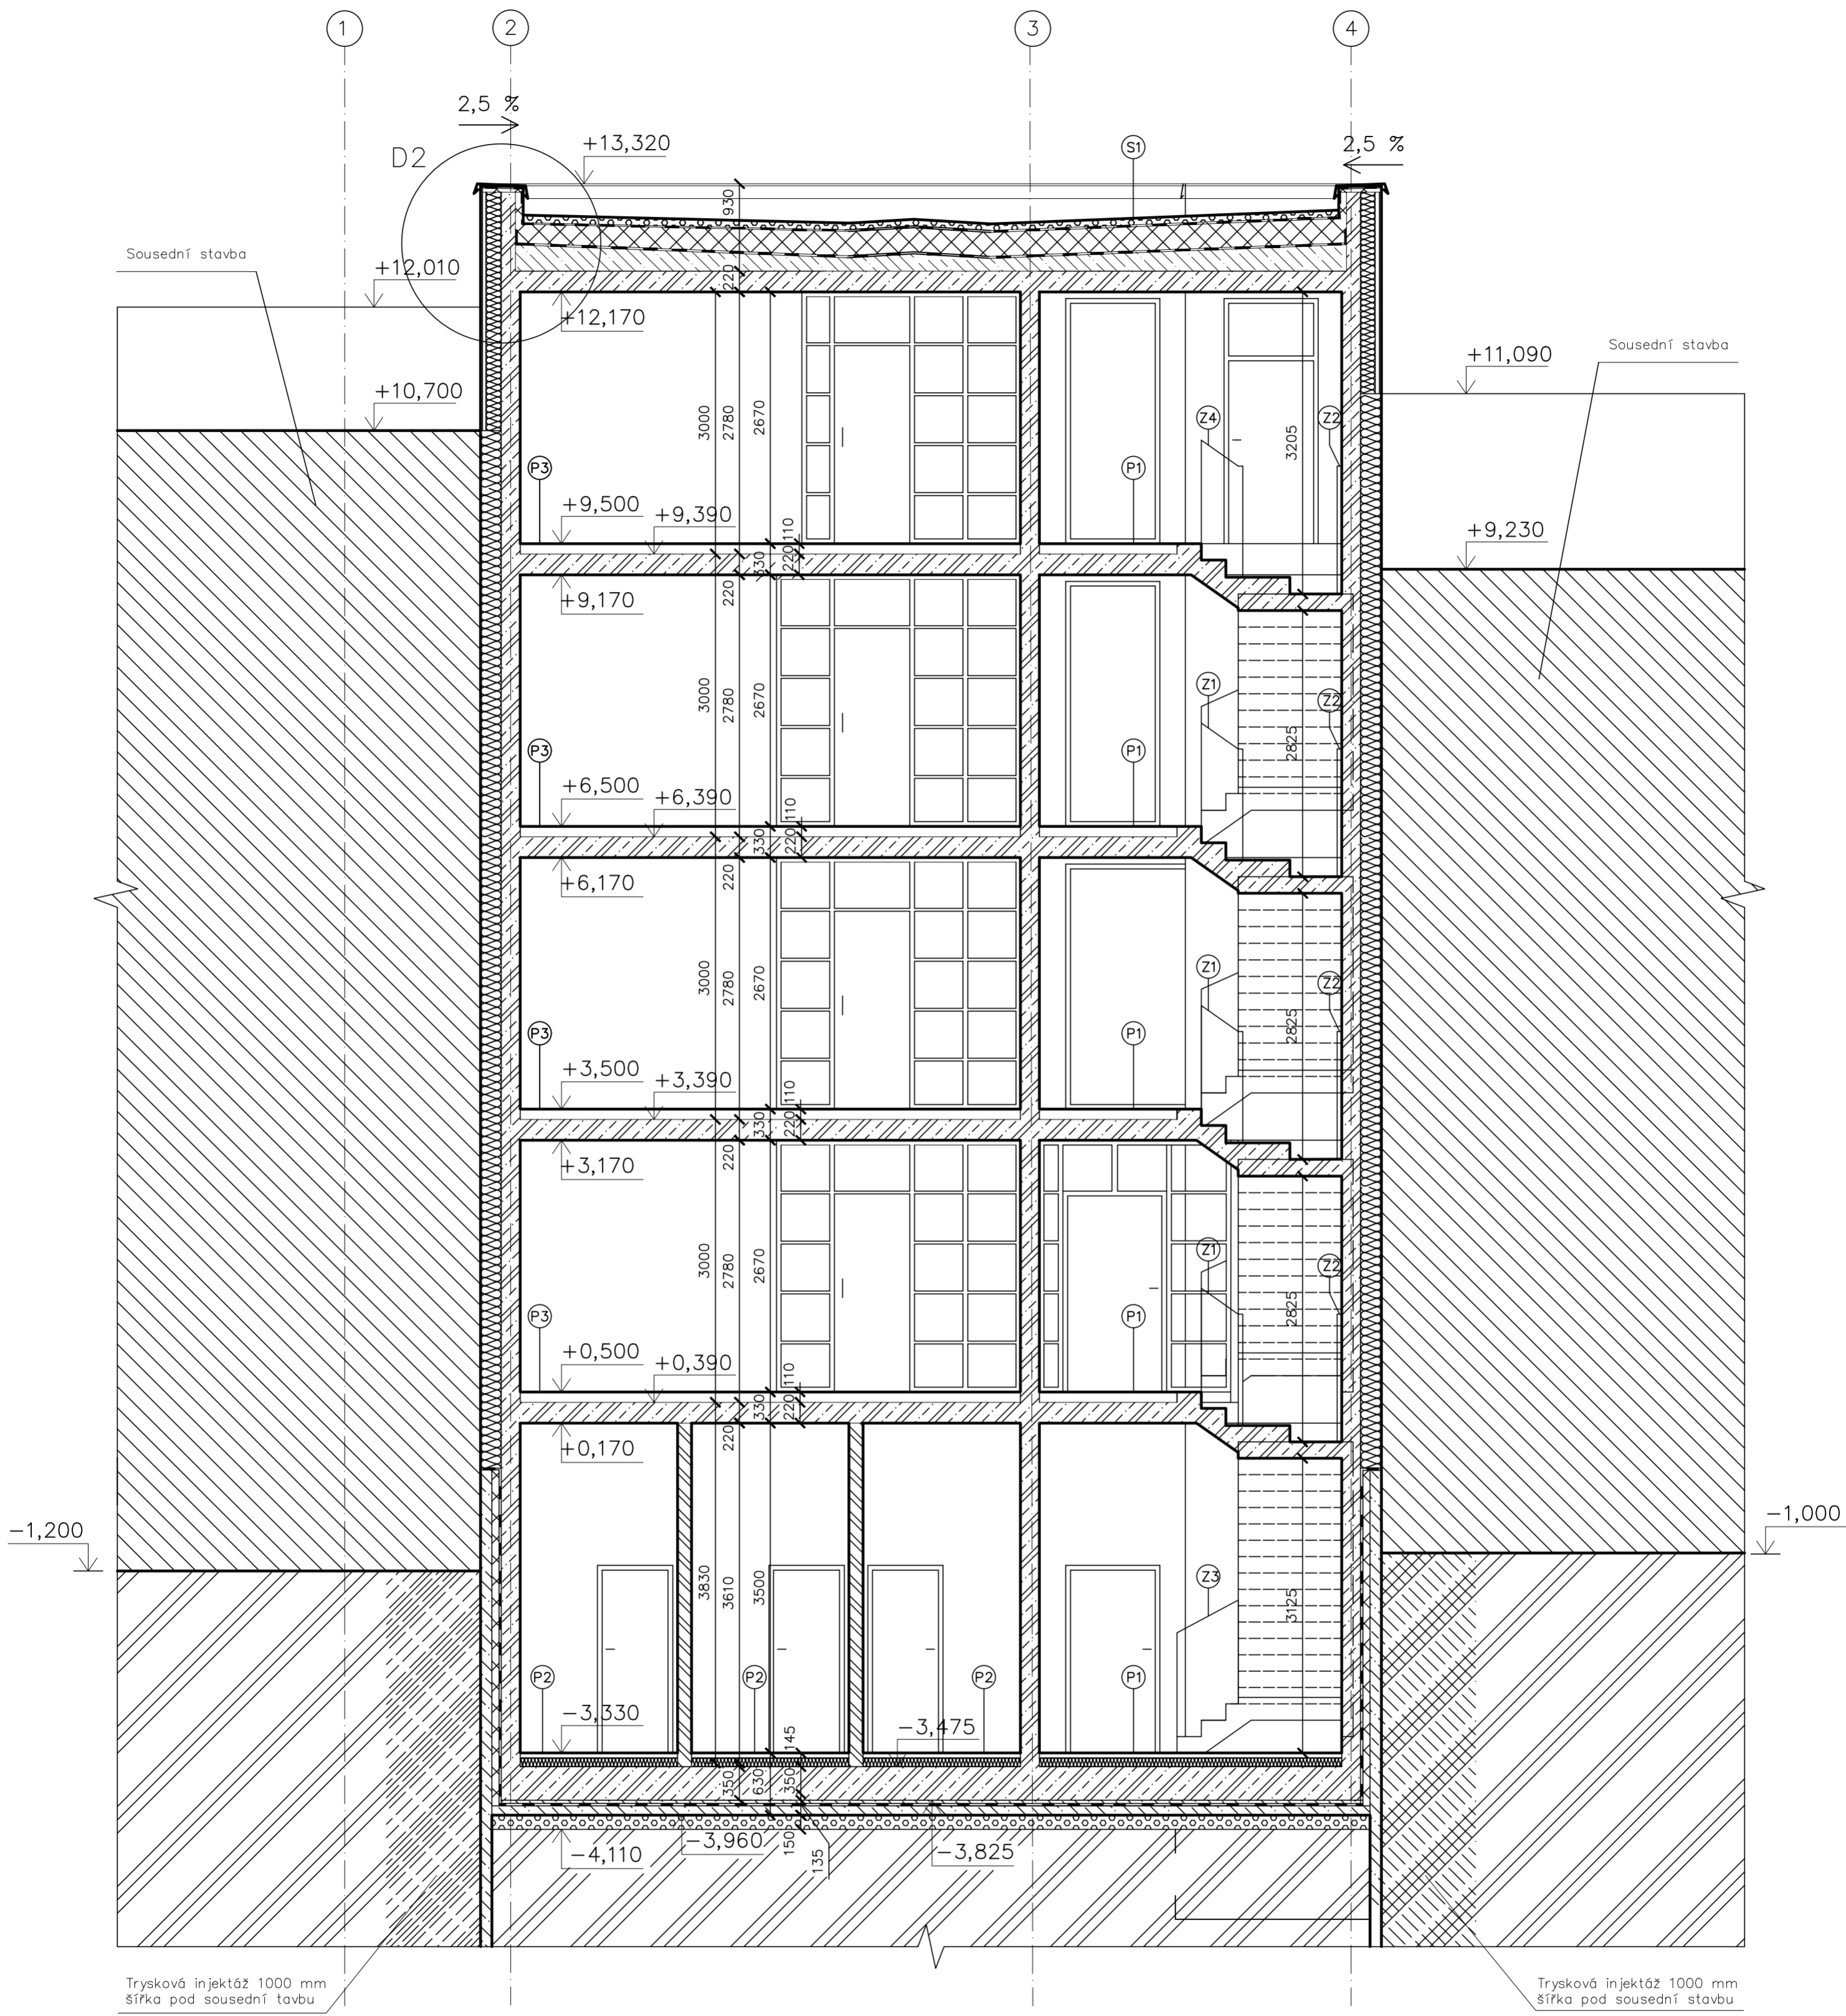 1
2
3
4
2,5 %
2,5 %
D2
+13,320
S1
930
Sousední stavba
+12,010
220
+12,170
Sousední stavba
+11,090
+10,700
3000
2780
2670
Z4
Z2
3205
P3
P1
+9,500
+9,390
110
+9,230
330
220
+9,170
220
3000
2780
2670
Z1
Z2
2825
P3
P1
+6,500
+6,390
110
330
220
+6,170
220
3000
2780
2670
Z1
Z2
2825
P3
P1
+3,500
+3,390
110
330
220
+3,170
220
3000
2780
2670
Z1
Z2
2825
P3
P1
+0,500
+0,390
110
330
220
+0,170
220
-1,200
-1,000
3830
3610
3500
Z3
3125
P2
P2
P2
P1
-3,330
-3,475
145
350
630
350
-3,960
-4,110
150
135
-3,825
Trysková injektáž 1000 mm
šířka pod sousední tavbu
Trysková injektáž 1000 mm
šířka pod sousední stavbu